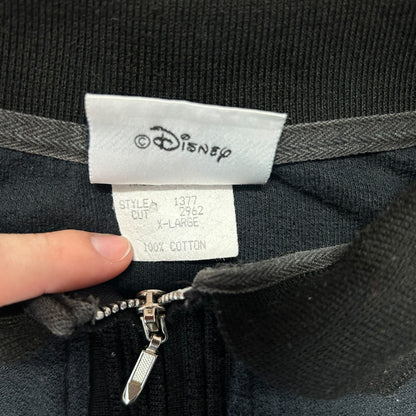 ©Disney
STYLE 1377
CUT 2962
X-LARGE
100% COTTON